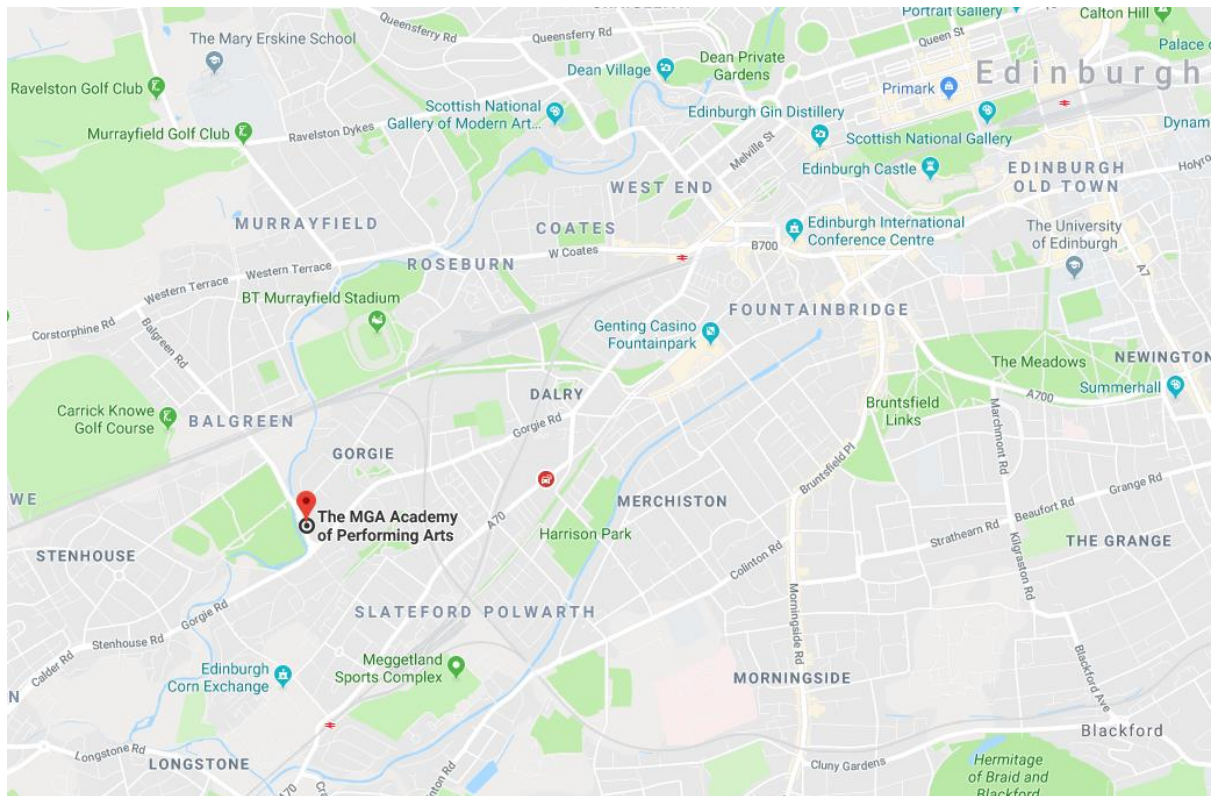 Queensferry Rd
Queensferry Rd
Portrait Gallery
Calton Hill
The Mary Erskine School
Queen St
Dean Private
Gardens
Palace
Dean Village
Edinburgh
Ravelston Golf Club
Primark
Scottish National
Gallery of Modern Art...
Edinburgh Gin Distillery
Murrayfield Golf Club
Ravelston Dykes
Melville St
Scottish National Gallery
Dynam
Edinburgh Castle
EDINBURGH
OLD TOWN
Holyro
WEST END
MURRAYFIELD
COATES
Edinburgh International
Conference Centre
The University
of Edinburgh
B700
W Coates
ROSEBURN
A7
Western Terrace
Western Terrace
BT Murrayfield Stadium
FOUNTAINBRIDGE
Corstorphine Rd
Balgreen Rd
Genting Casino
Fountainpark
The Meadows
NEWINGTON
Summerhall
DALRY
A700
Carrick Knowe
Golf Course
BALGREEN
Gorgie Rd
Bruntsfield
Links
Marchmont Rd
GORGIE
Bruntsfield Pl
WE
MERCHISTON
Grange Rd
The MGA Academy
of Performing Arts
A70
Harrison Park
Beaufort Rd
Strathearn Rd
THE GRANGE
STENHOUSE
Colinton Rd
Kilgraston Rd
Gorgie Rd
SLATEFORD
POLWARTH
Morningside Rd
Stenhouse Rd
Calder Rd
Edinburgh
Corn Exchange
Meggetland
Sports Complex
MORNINGSIDE
Blackford Ave
N
Blackford
Longstone Rd
LONGSTONE
Colinton Rd
Cluny Gardens
Hermitage
of Braid and
Blackford
A70